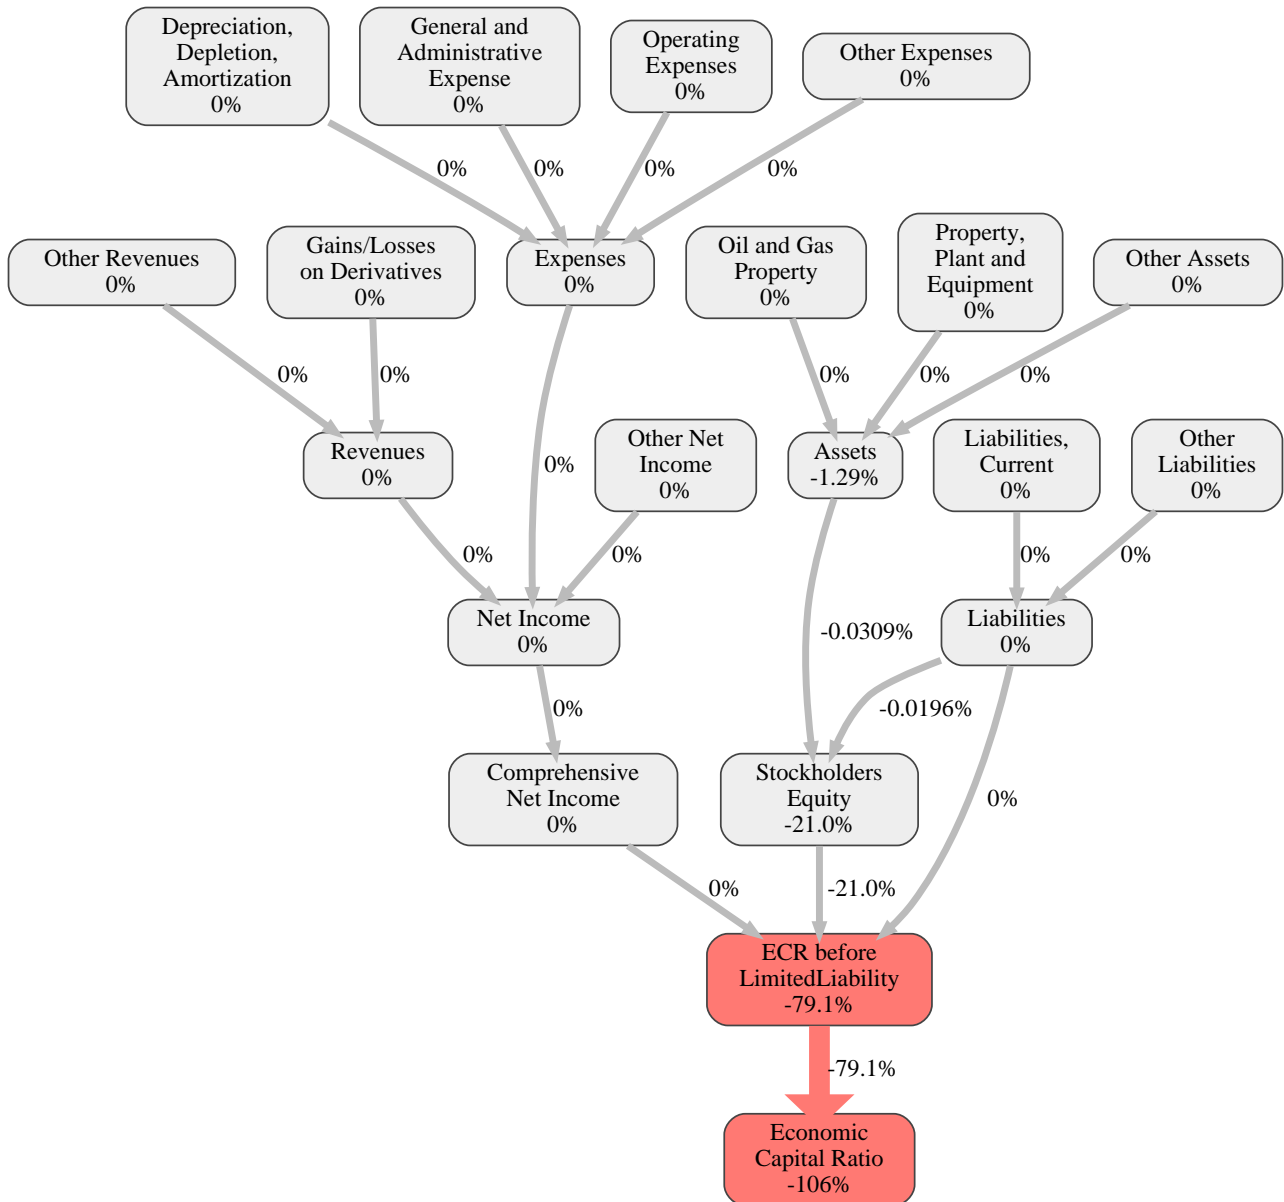 Depreciation,
Depletion,
Amortization
0%
General and
Administrative
Expense
0%
Operating
Expenses
0%
Other Expenses
0%
0%
0%
0%
0%
Other Revenues
0%
Gains/Losses
on Derivatives
0%
Expenses
0%
Oil and Gas
Property
0%
Property,
Plant and
Equipment
0%
Other Assets
0%
0%
0%
0%
0%
0%
Revenues
0%
0%
Other Net
Income
0%
Assets
-1.29%
Liabilities,
Current
0%
Other
Liabilities
0%
0%
0%
0%
0%
Net Income
0%
-0.0309%
Liabilities
0%
0%
-0.0196%
Comprehensive
Net Income
0%
Stockholders
Equity
-21.0%
0%
0%
-21.0%
ECR before
LimitedLiability
-79.1%
-79.1%
Economic
Capital Ratio
-106%